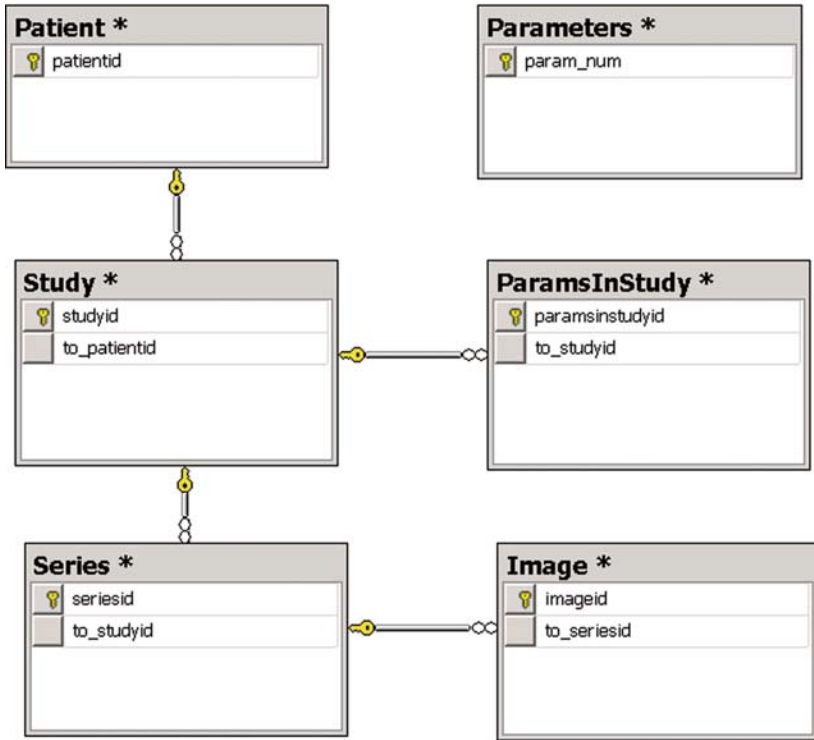 Patient *
patientid
Parameters *
param_num
Study *
studyid
to_patientid
ParamsInStudy *
paramsinstudyid
to_studyid
Series *
seriesid
to_studyid
Image *
imageid
to_seriesid